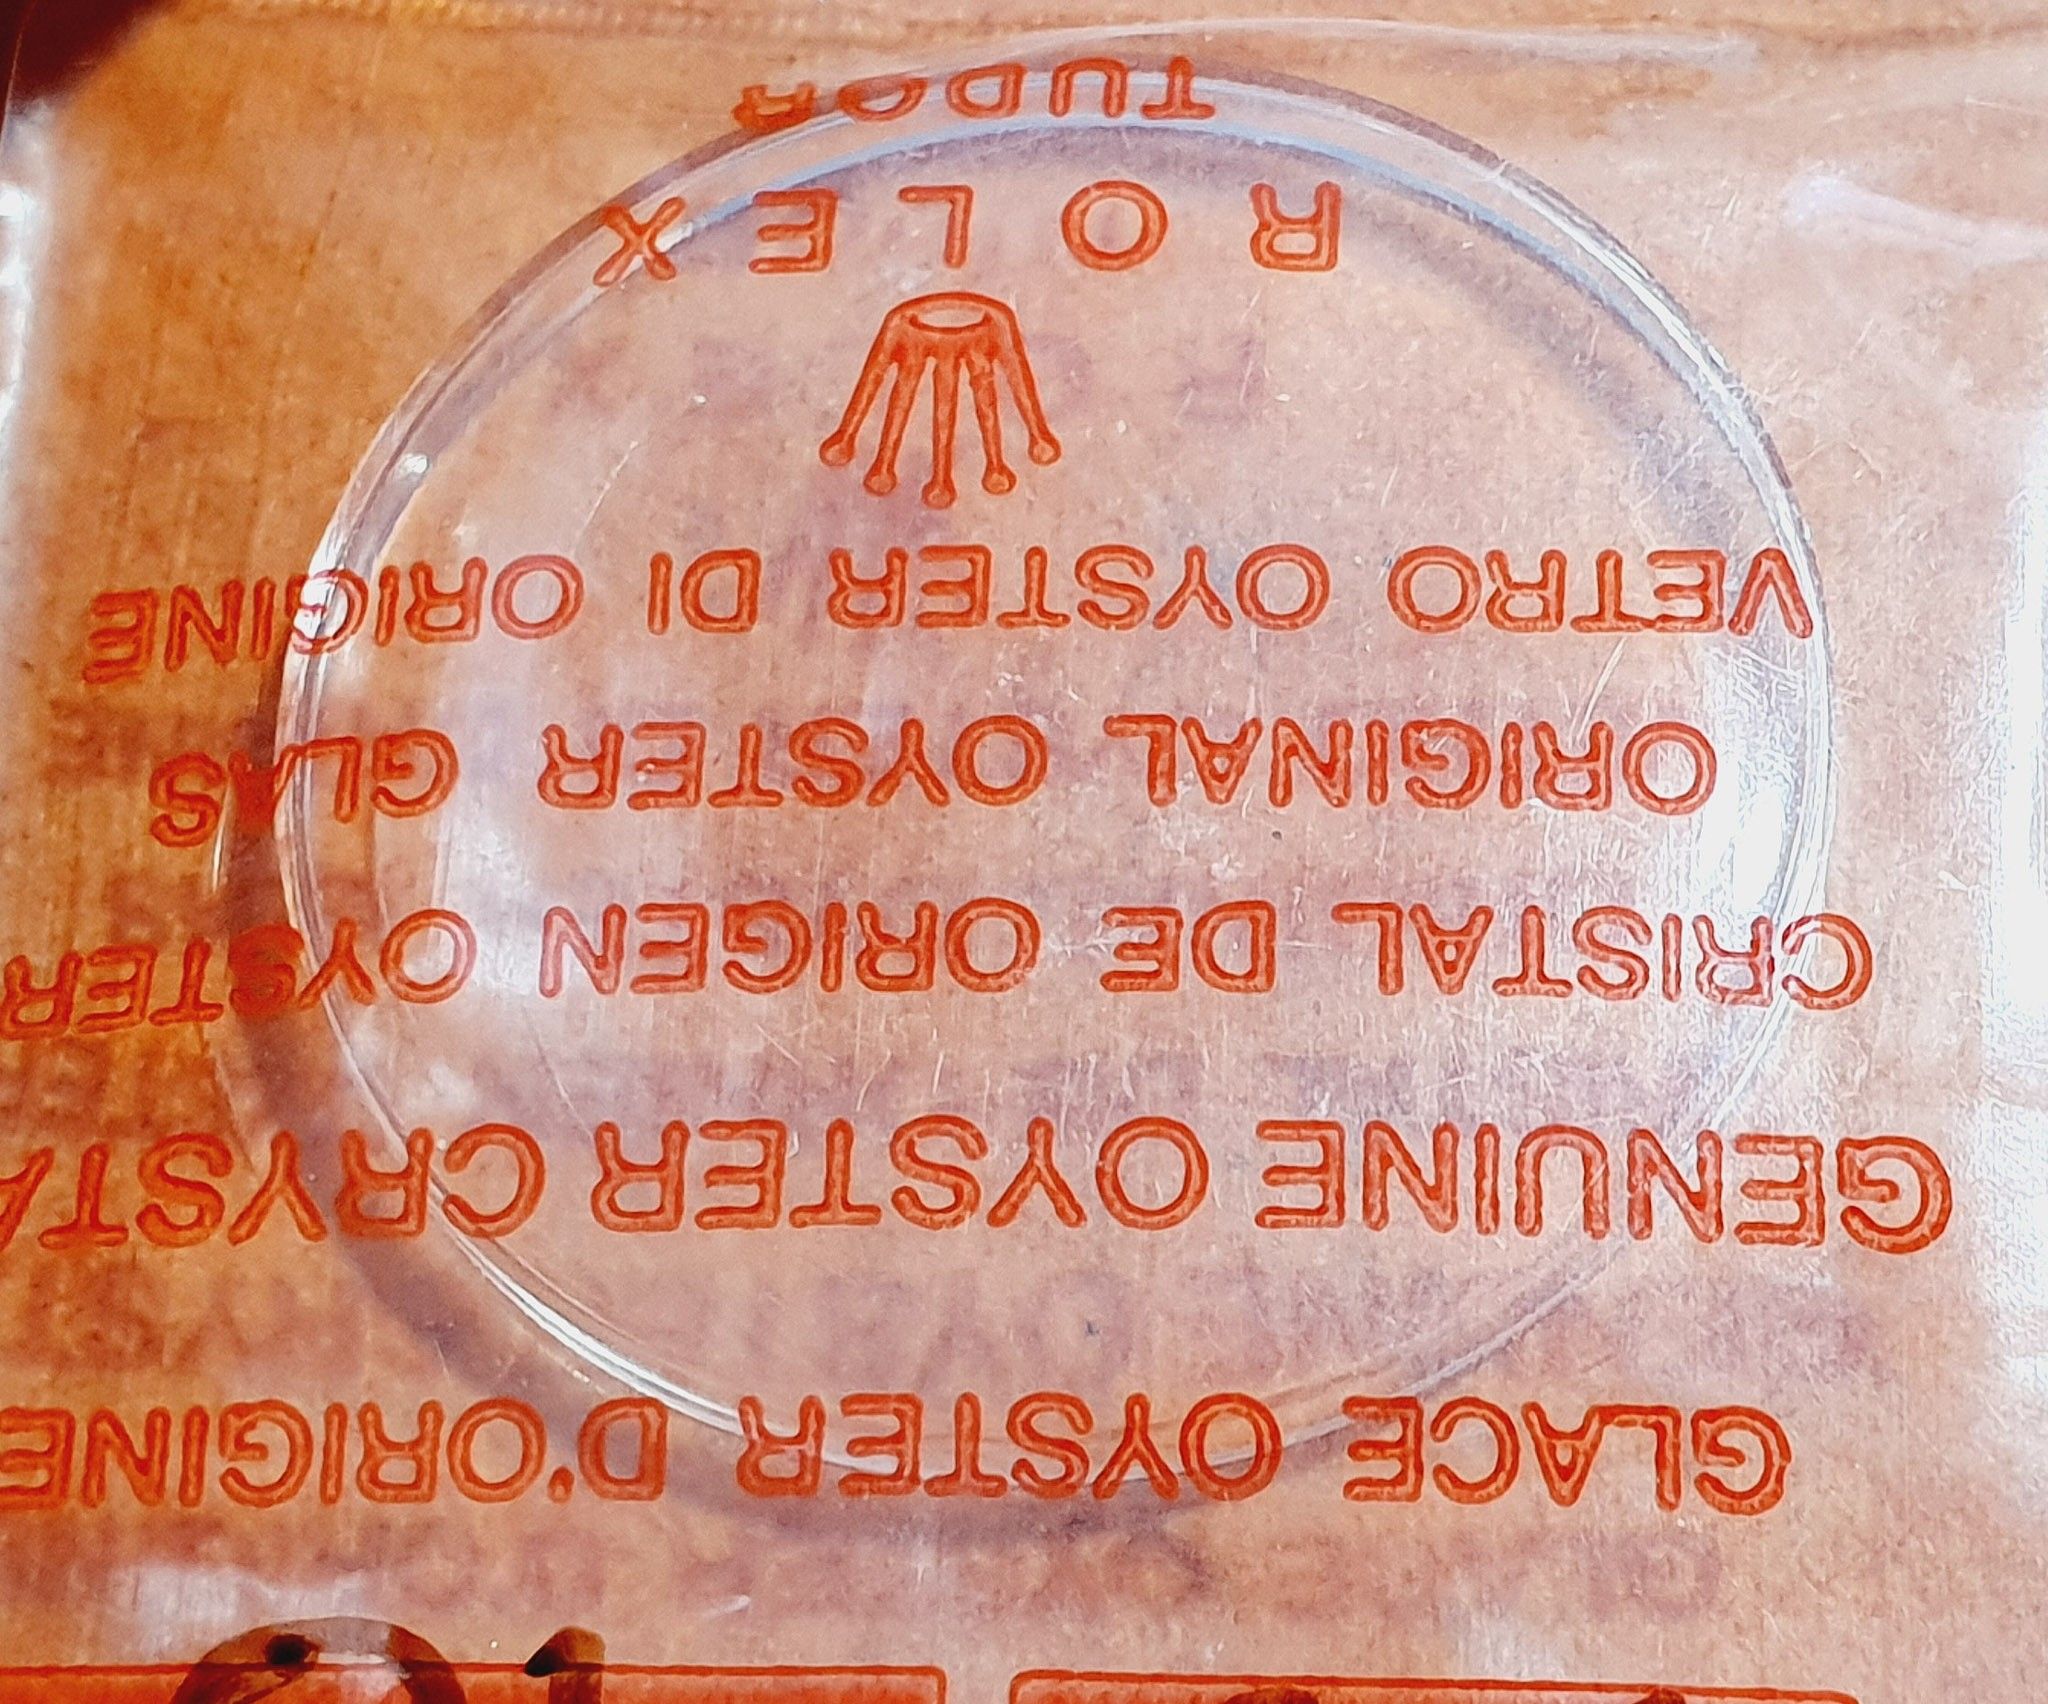 GLACE OYSTER D'ORIGINE
GENUINE OYSTER CRYSTA
CRISTAL DE ORIGEN OYSTER
ORIGINAL OYSTER GLAS
VETRO OYSTER DI ORIGINE
ROLEX
TUDOR